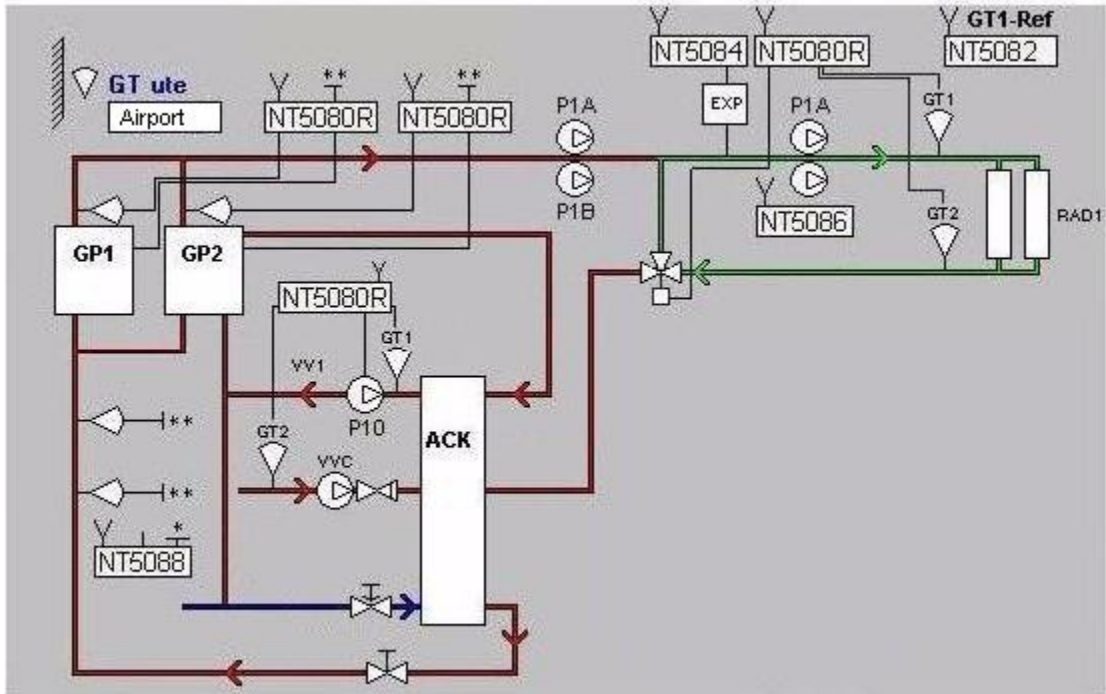 GT1-Ref
NT5084
NT5080R
NT5082
GT ute
**
**
Airport
NT5080R
NT5080R
EXP
P1A
P1A
GT1
P1B
NT5086
GT2
RAD1
GP1
GP2
NT5080R
GT1
VV1
P10
ACK
**
GT2
VVC
**
*
NT5088